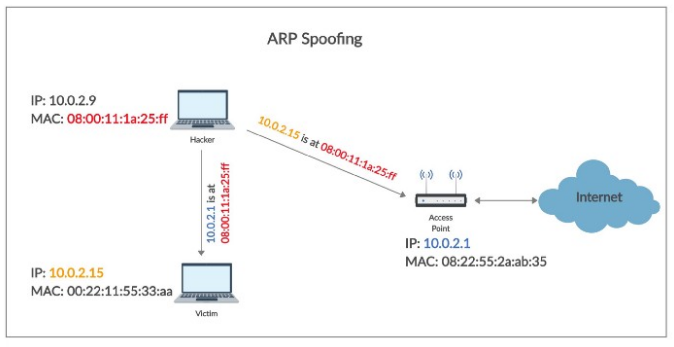 ARP Spoofing
IP: 10.0.2.9
MAC: 08:00:11:1a:25:ff
Hacker
10.0.2.15 is at 08:00:11:1a:25:ff
10.0.2.1 is at
08:00:11:1a:25:ff
Internet
Access
Point
IP: 10.0.2.1
MAC: 08:22:55:2a:ab:35
IP: 10.0.2.15
MAC: 00:22:11:55:33:aa
Victim